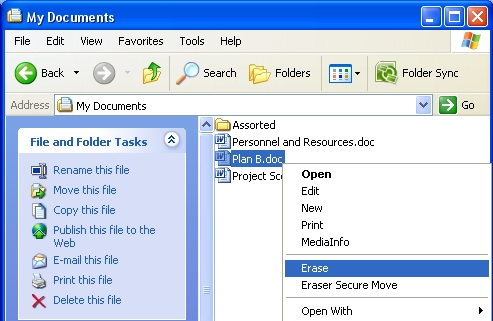 My Documents
File Edit View Favorites Tools Help
Back Search Folders Folder Sync
Address My Documents Go
File and Folder Tasks
Rename this file
Move this file
Copy this file
Publish this file to the
Web
E-mail this file
Print this file
Delete this file
Assorted
Personnel and Resources.doc
Plan B.doc
Project Sco
Open
Edit
New
Print
MediaInfo
Erase
Eraser Secure Move
Open With